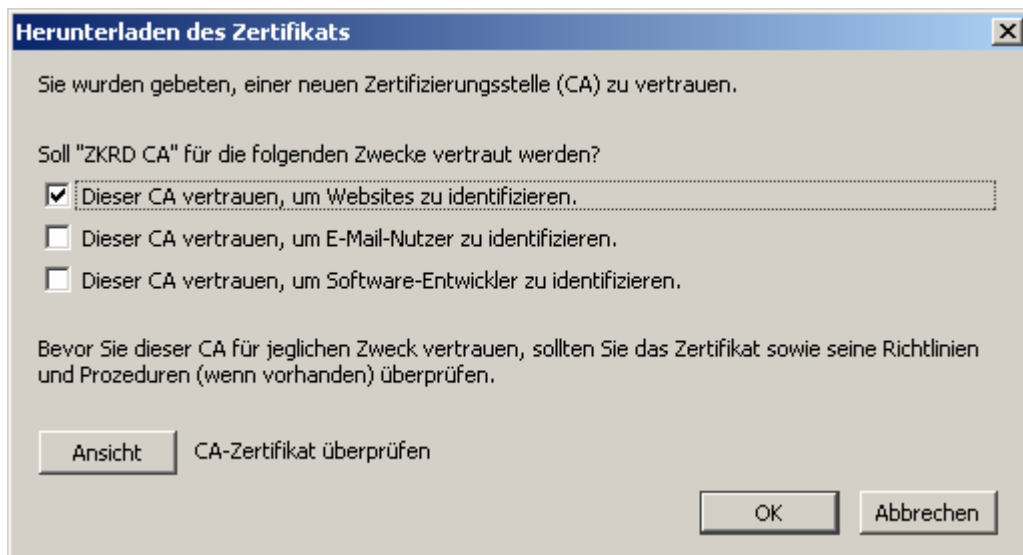 Herunterladen des Zertifikats
Sie wurden gebeten, einer neuen Zertifizierungsstelle (CA) zu vertrauen.
Soll "ZKRD CA" für die folgenden Zwecke vertraut werden?
Dieser CA vertrauen, um Websites zu identifizieren.
Dieser CA vertrauen, um E-Mail-Nutzer zu identifizieren.
Dieser CA vertrauen, um Software-Entwickler zu identifizieren.
Bevor Sie dieser CA für jeglichen Zweck vertrauen, sollten Sie das Zertifikat sowie seine Richtlinien
und Prozeduren (wenn vorhanden) überprüfen.
Ansicht CA-Zertifikat überprüfen
OK Abbrechen